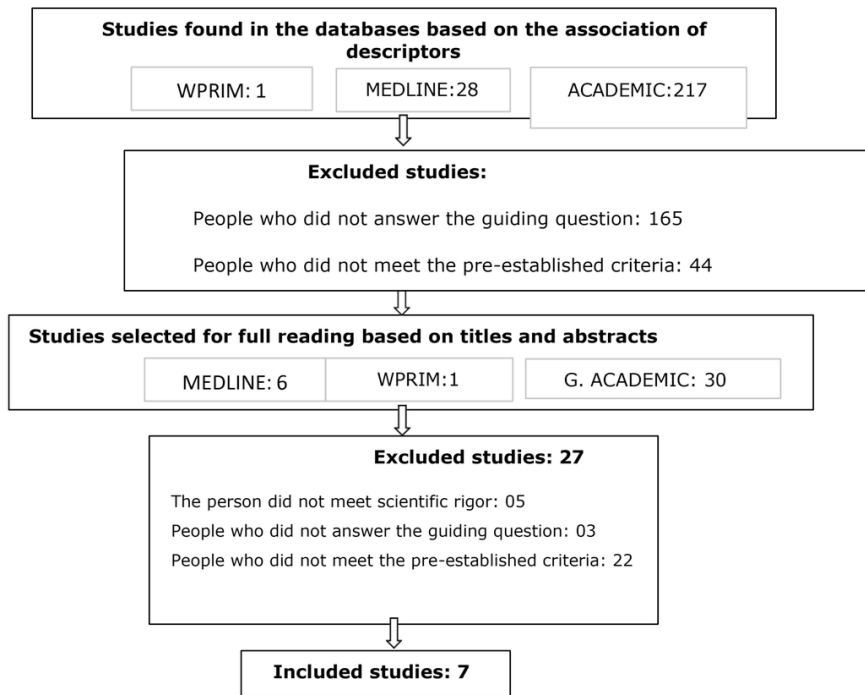 Studies found in the databases based on the association of
descriptors
WPRIM: 1
MEDLINE:28
ACADEMIC:217
Excluded studies:
People who did not answer the guiding question: 165
People who did not meet the pre-established criteria: 44
Studies selected for full reading based on titles and abstracts
MEDLINE: 6
WPRIM:1
G. ACADEMIC: 30
Excluded studies: 27
The person did not meet scientific rigor: 05
People who did not answer the guiding question: 03
People who did not meet the pre-established criteria: 22
Included studies: 7